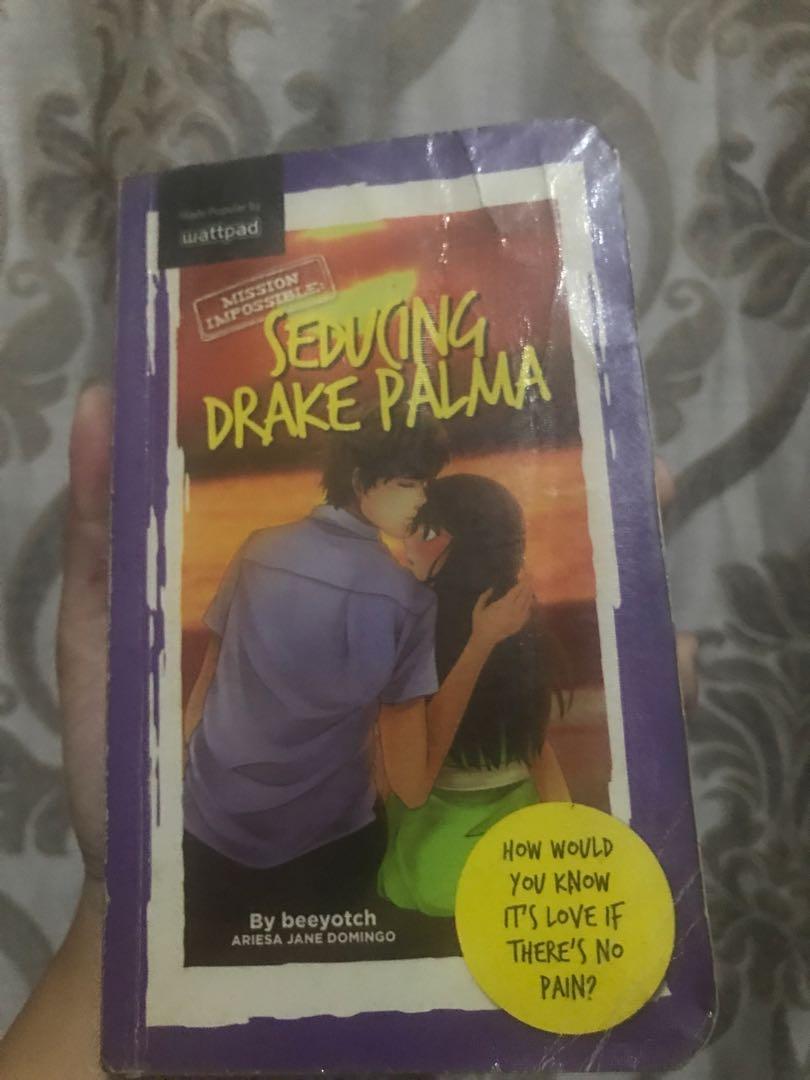 Made Popular by
wattpad
MISSION
IMPOSSIBLE:
SEDUCING
DRAKE PALMA
By beeyotch
ARIESA JANE DOMINGO
HOW WOULD
YOU KNOW
IT'S LOVE IF
THERE'S NO
PAIN?